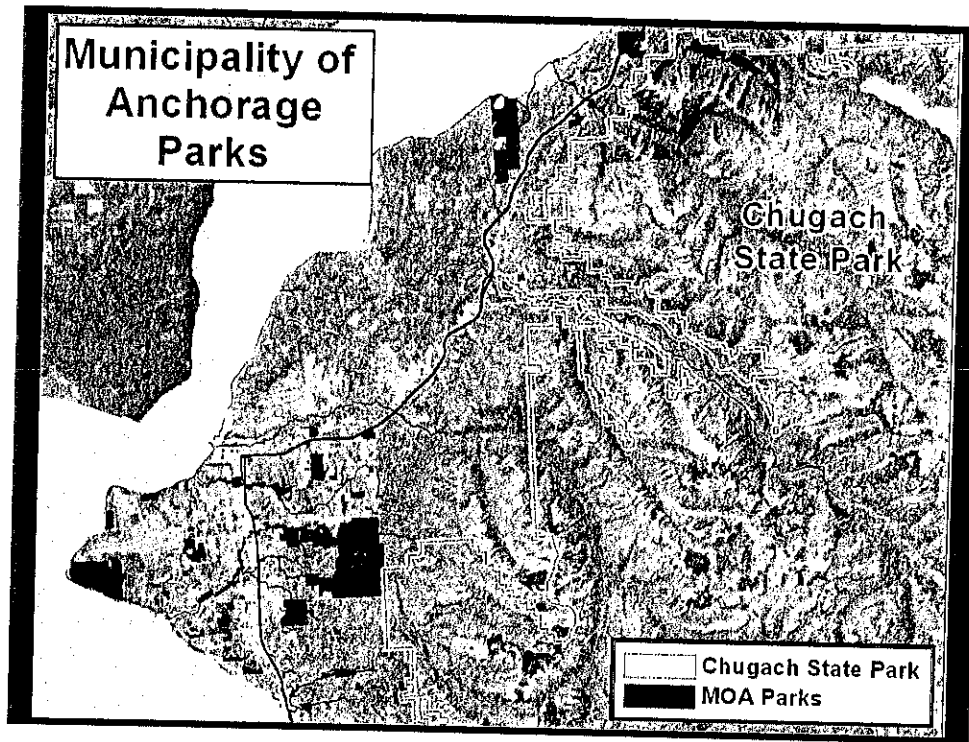 Municipality of
Anchorage
Parks
Chugach
State Park
Chugach State Park
MOA Parks